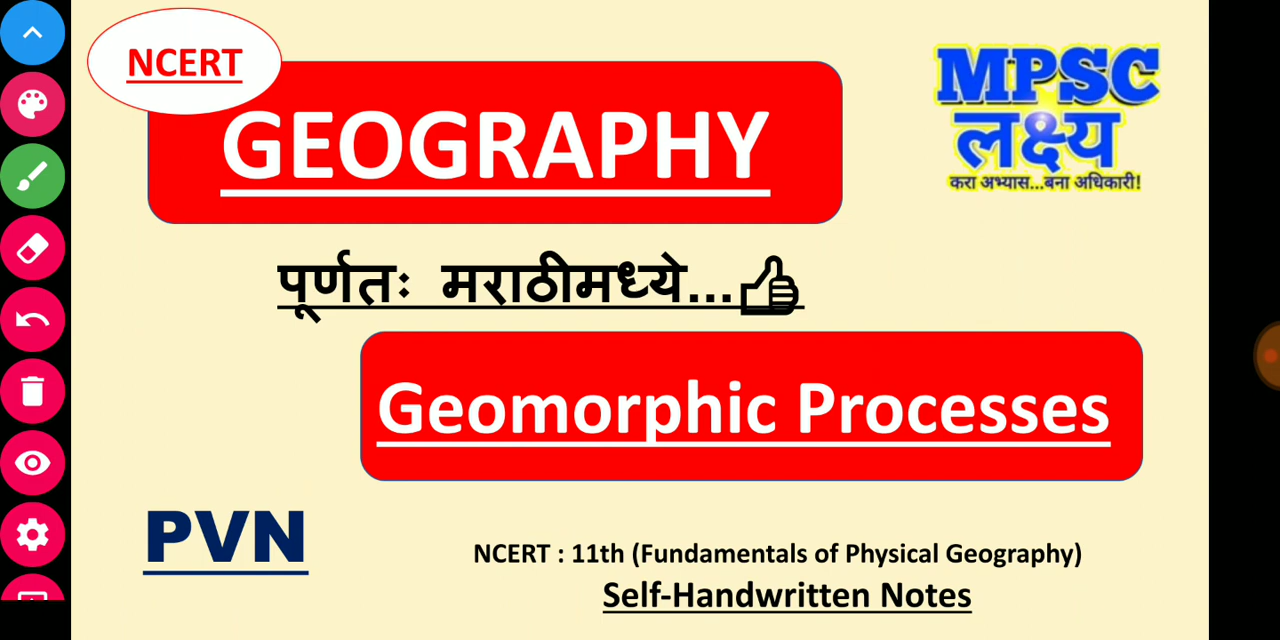 NCERT
GEOGRAPHY
MPSC
लक्ष्य
करा अभ्यास...बना अधिकारी!
पूर्णतः मराठीमध्ये...
Geomorphic Processes
PVN
NCERT : 11th (Fundamentals of Physical Geography)
Self-Handwritten Notes